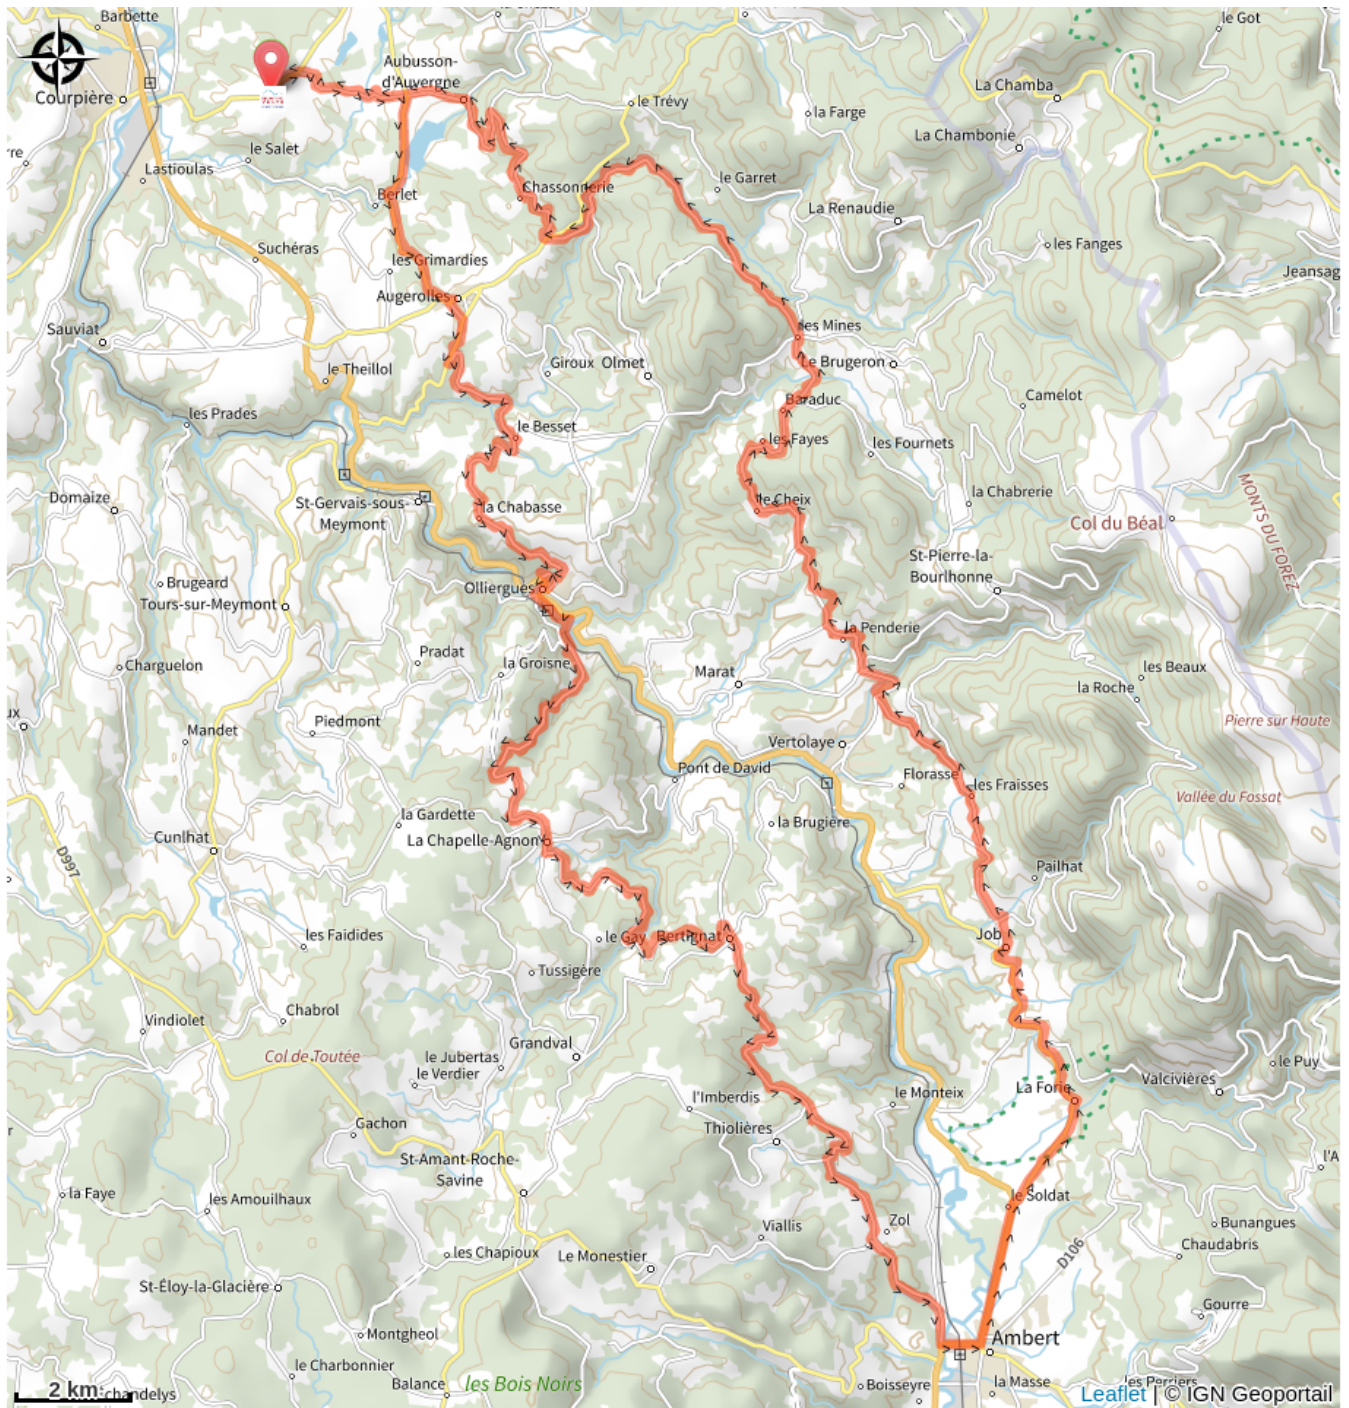 Barbette
le Got
Aubusson-
d'Auvergne
La Chamba
Courpière
le Trévy
la Farge
La Chambonie
le Salet
Lastioulas
le Garret
Chassonnerie
Berlet
La Renaudie
Suchéras
les Fanges
les Grimardies
Jeansag
Augerolles
Sauviat
les Mines
Giroux
Olmet
Le Brugeron
le Theillol
Camelot
Baraduc
les Prades
le Besset
les Fayes
les Fournets
MONTS DU FOREZ
Domaize
St-Gervais-sous-
Meymont
la Chabasse
le Cheix
la Chabrerie
Col du Béal
St-Pierre-la-
Bourlhonne
Brugeard
Olliergues
Tours-sur-Meymont
la Penderie
Charguelon
Pradat
la Groisne
Marat
les Beaux
la Roche
ux
Piedmont
Pierre sur Haute
Mandet
Vertolaye
Pont de David
Florasse
les Fraisses
Vallée du Fossat
la Gardette
la Brugière
Cunlhat
La Chapelle-Agnon
D997
Pailhat
les Faidides
le Gay
Bertignat
Job
Tussigère
Chabrol
Vindiolet
Grandval
Col de Toutée
le Jubertas
le Verdier
le Puy
Valcivières
La Forie
l'Imberdis
le Monteix
Gachon
Thiolières
St-Amant-Roche-
Savine
l'A
la Faye
les Amouilhaux
le Soldat
Zol
Viallis
Bunangues
D106
les Chapioux
Le Monestier
Chaudabris
St-Éloy-la-Glacière
Gourre
Montgheol
Ambert
le Charbonnier
les Bois Noirs
Balance
Boisseyre
la Masse
les Perriers
2 km
chandelys
Leaflet | © IGN Geoportail